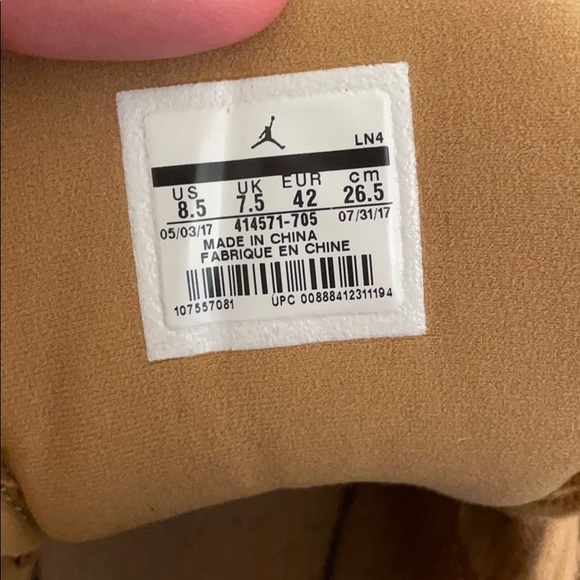 LN4
US UK EUR cm
8.5 7.5 42 26.5
05/03/17 414571-705 07/31/17
MADE IN CHINA
FABRIQUE EN CHINE
107557081 UPC 00888412311194